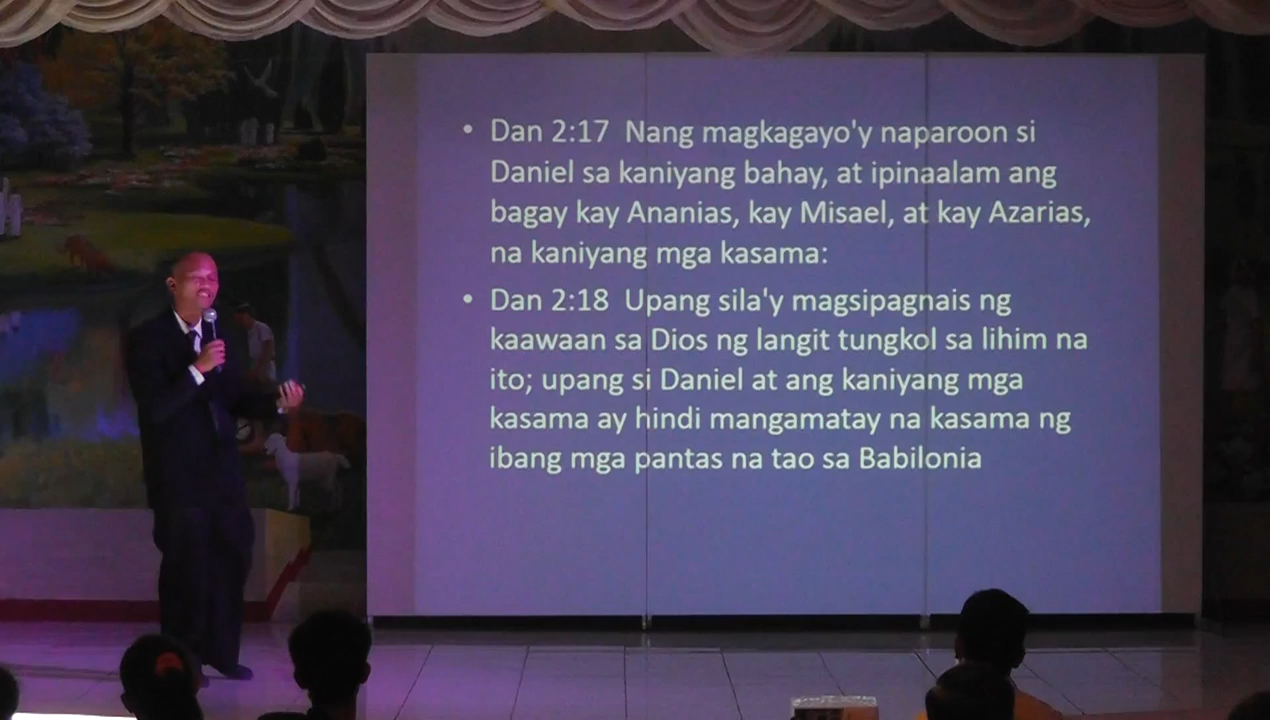 • Dan 2:17  Nang magkagayo'y naparoon si
Daniel sa kaniyang bahay, at ipinaalam ang
bagay kay Ananias, kay Misael, at kay Azarias,
na kaniyang mga kasama:
• Dan 2:18  Upang sila'y magsipagnais ng
kaawaan sa Dios ng langit tungkol sa lihim na
ito; upang si Daniel at ang kaniyang mga
kasama ay hindi mangamatay na kasama ng
ibang mga pantas na tao sa Babilonia